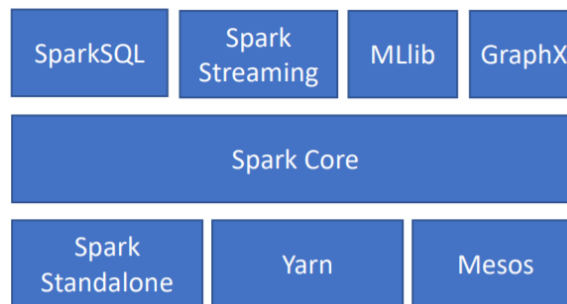 SparkSQL
Spark
Streaming
MLlib
GraphX
Spark Core
Spark
Standalone
Yarn
Mesos